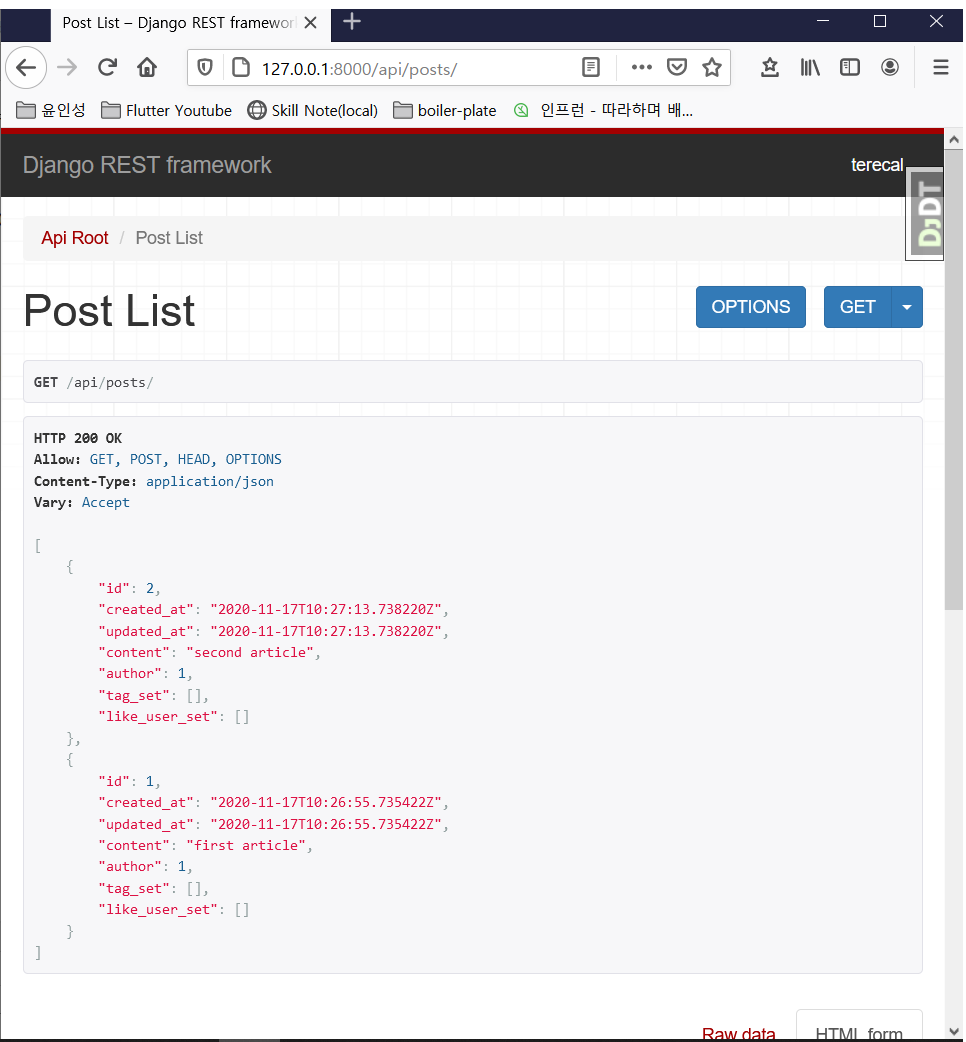 Post List – Django REST framewor
127.0.0.1:8000/api/posts/
윤인성 Flutter Youtube Skill Note(local) boiler-plate 인프런 - 따라하며 배...
Django REST framework terecal
DJDT
Api Root / Post List
Post List OPTIONS GET
GET /api/posts/
HTTP 200 OK
Allow: GET, POST, HEAD, OPTIONS
Content-Type: application/json
Vary: Accept
[
    {
        "id": 2,
        "created_at": "2020-11-17T10:27:13.738220Z",
        "updated_at": "2020-11-17T10:27:13.738220Z",
        "content": "second article",
        "author": 1,
        "tag_set": [],
        "like_user_set": []
    },
    {
        "id": 1,
        "created_at": "2020-11-17T10:26:55.735422Z",
        "updated_at": "2020-11-17T10:26:55.735422Z",
        "content": "first article",
        "author": 1,
        "tag_set": [],
        "like_user_set": []
    }
]
Raw data HTML form